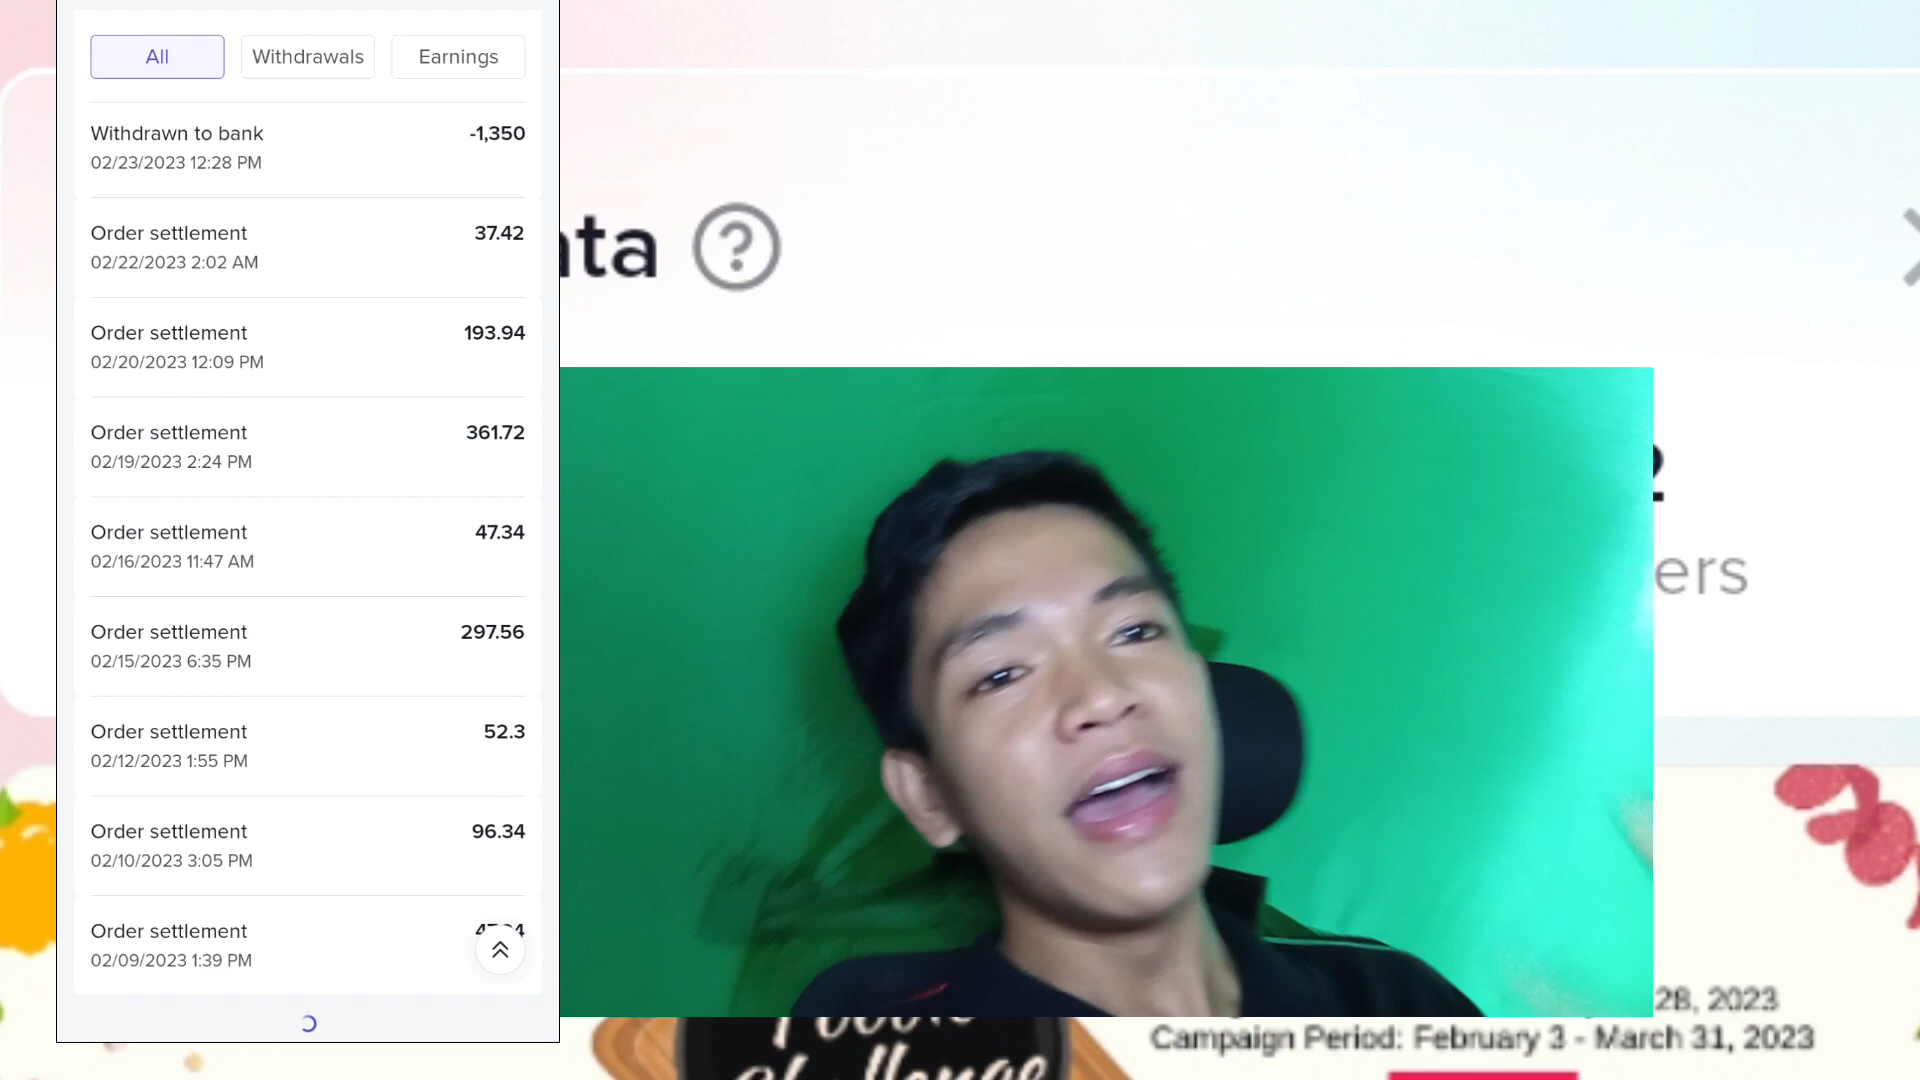 All
Withdrawals
Earnings
Withdrawn to bank
-1,350
02/23/2023 12:28 PM
Order settlement
37.42
02/22/2023 2:02 AM
Order settlement
193.94
02/20/2023 12:09 PM
Order settlement
361.72
02/19/2023 2:24 PM
Order settlement
47.34
02/16/2023 11:47 AM
Order settlement
297.56
02/15/2023 6:35 PM
Order settlement
52.3
02/12/2023 1:55 PM
Order settlement
96.34
02/10/2023 3:05 PM
Order settlement
02/09/2023 1:39 PM
ata ?
2
ers
28, 2023
Campaign Period: February 3 - March 31, 2023
Challenge